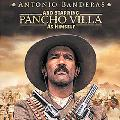 ANTONIO BANDERAS
AND STARRING
PANCHO VILLA
AS HIMSELF